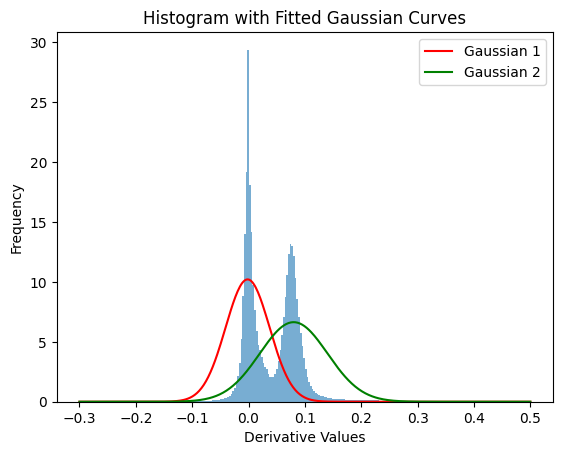 Histogram with Fitted Gaussian Curves
Gaussian 1
Gaussian 2
Frequency
30
25
20
15
10
5
0
−0.3 −0.2 −0.1 0.0 0.1 0.2 0.3 0.4 0.5
Derivative Values